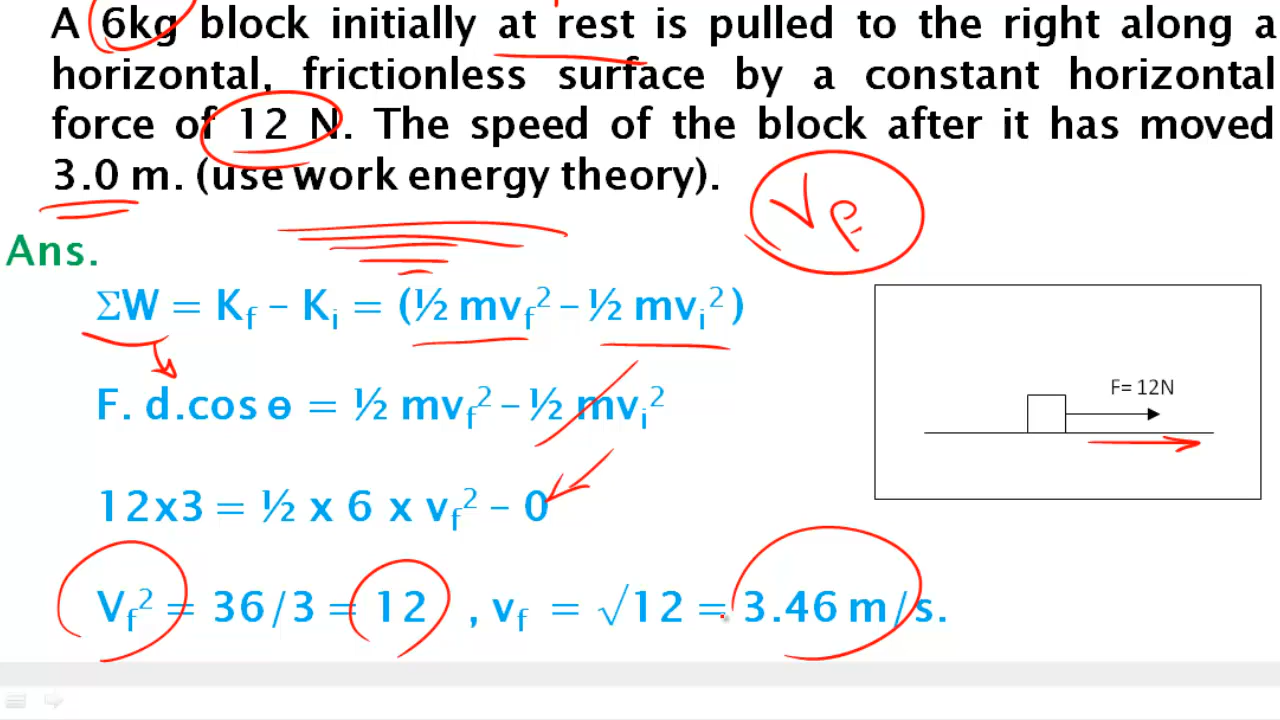 A 6kg block initially at rest is pulled to the right along a
horizontal, frictionless surface by a constant horizontal
force of 12 N. The speed of the block after it has moved
3.0 m. (use work energy theory).
Vf
Ans.
ΣW = Kf – Ki = (½ mvf² – ½ mvi²)
F. d.cos ɵ = ½ mvf² – ½ mvi²
F= 12N
12x3 = ½ x 6 x vf² – 0
Vf² = 36/3 = 12 , vf = √12 = 3.46 m/s.